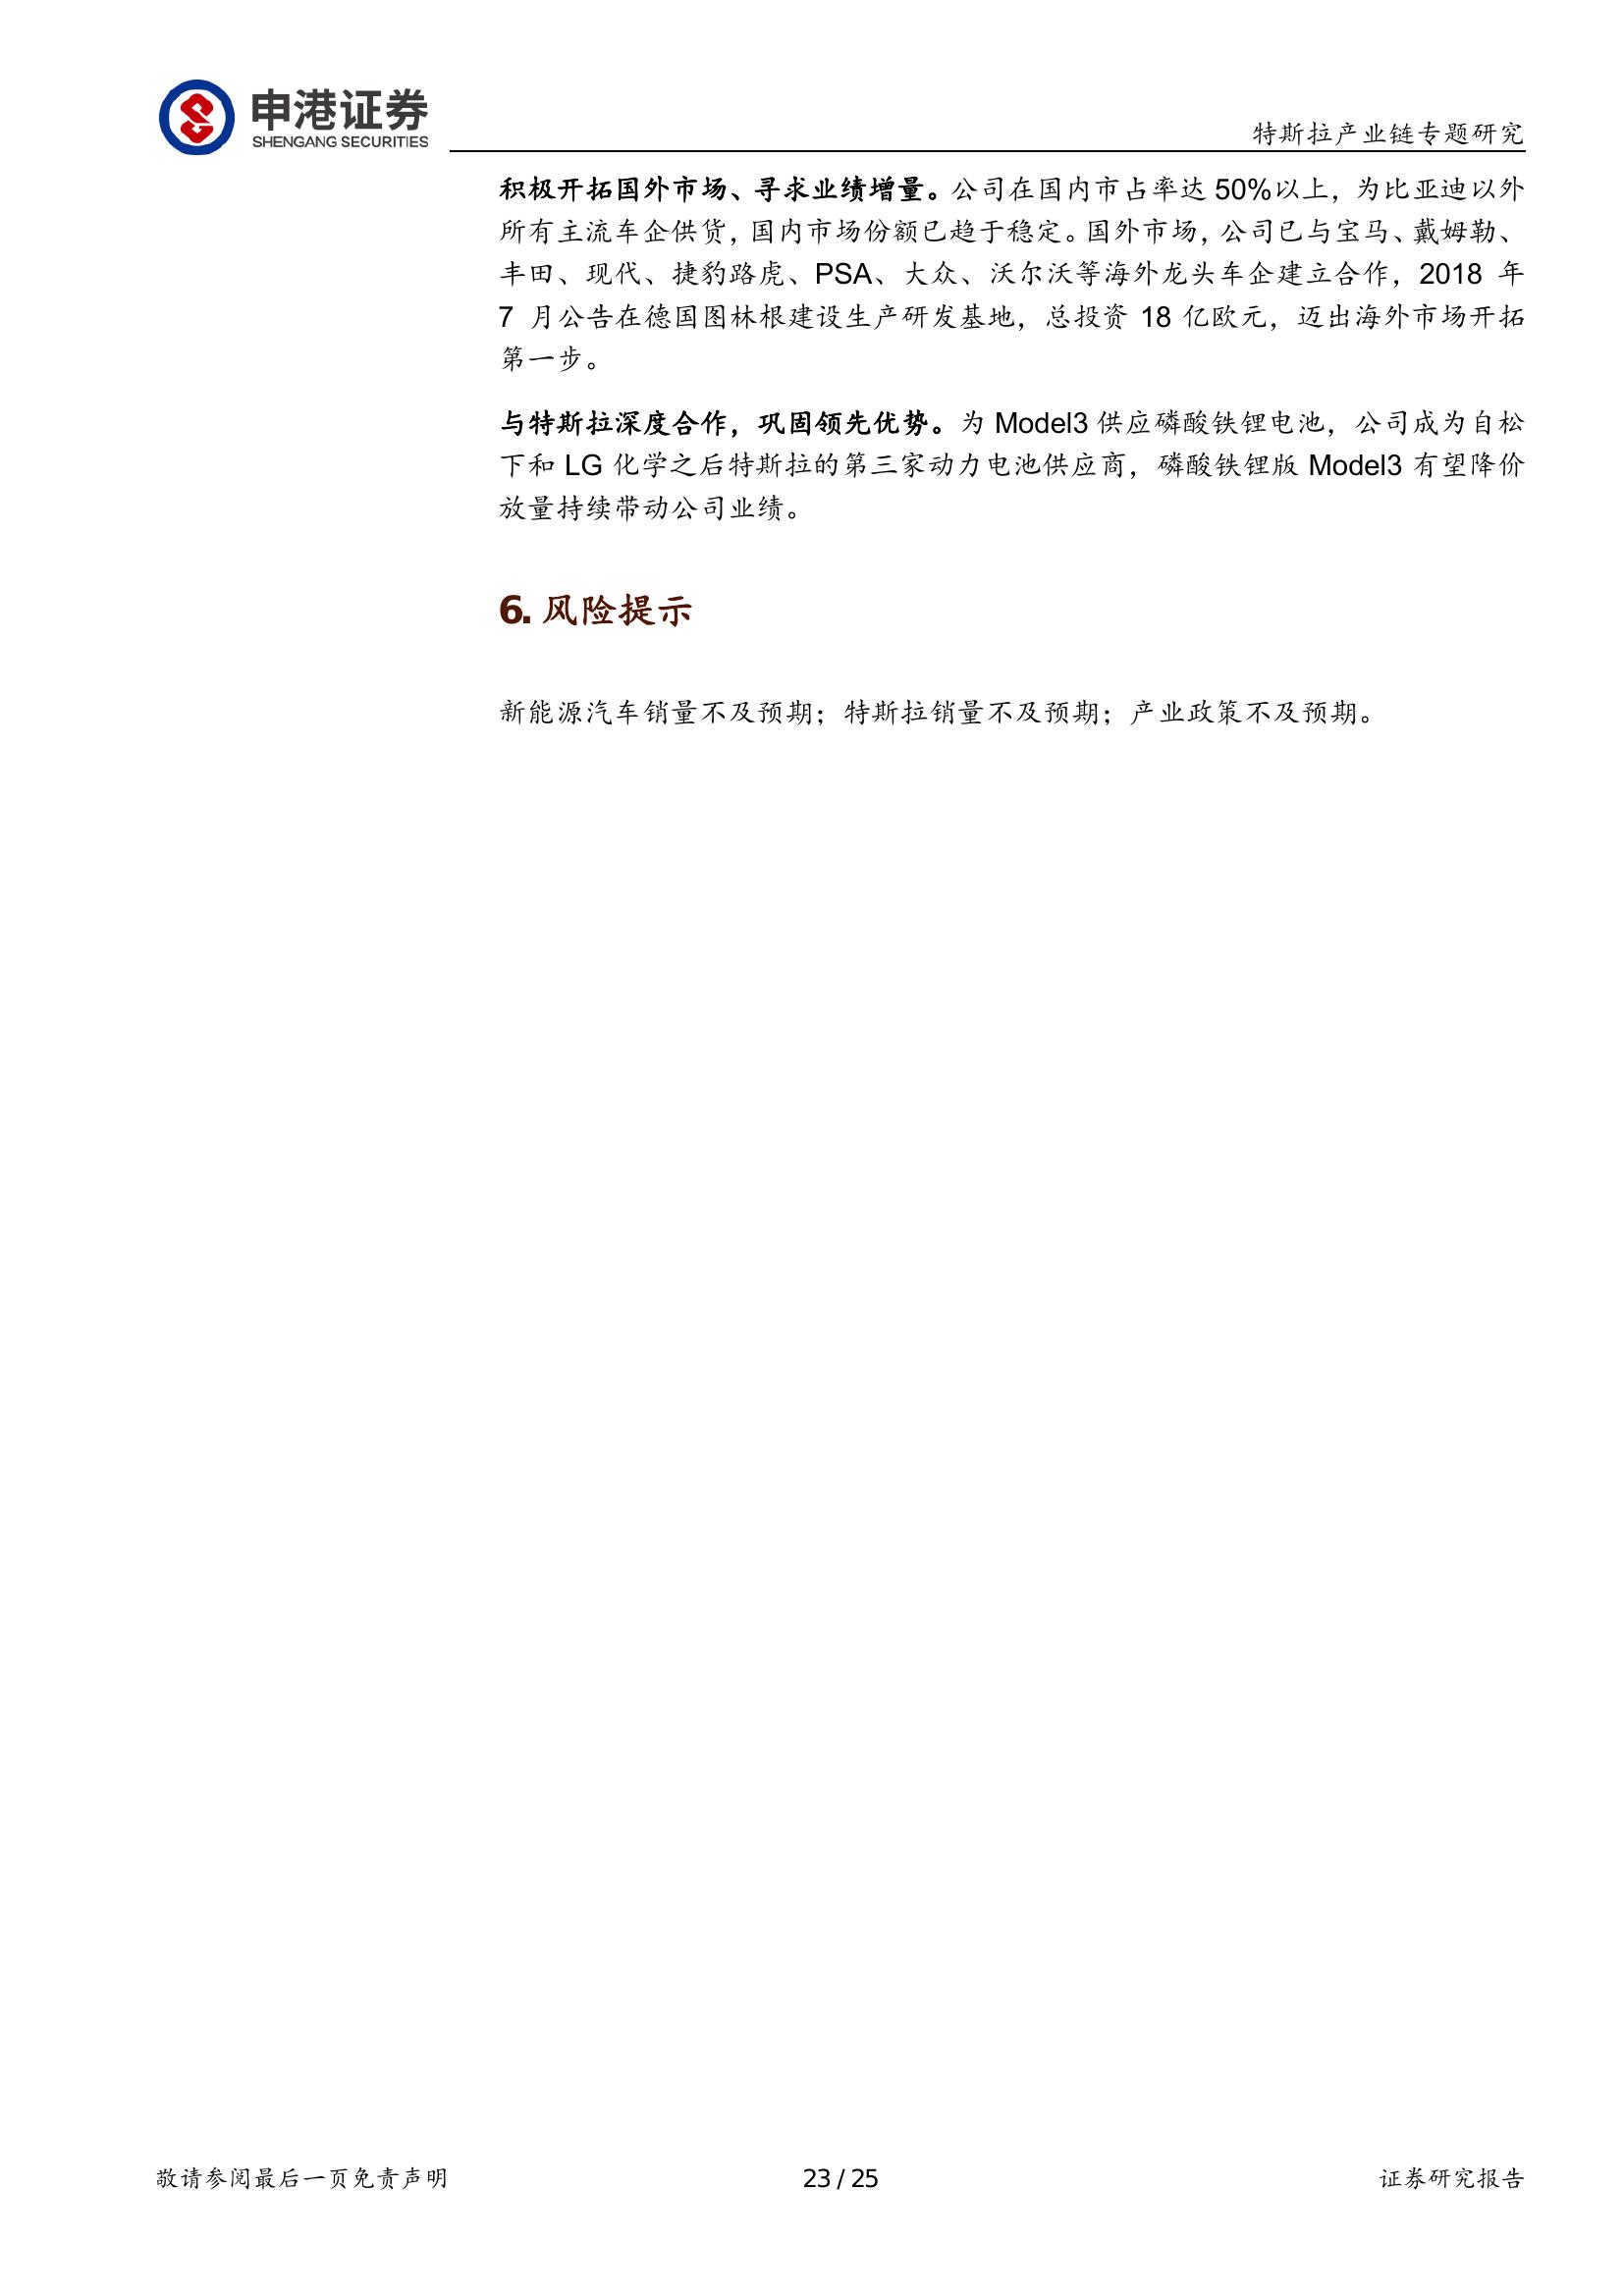 申港证券
SHENGANG SECURITIES
特斯拉产业链专题研究
积极开拓国外市场、寻求业绩增量。公司在国内市占率达 50%以上，为比亚迪以外
所有主流车企供货，国内市场份额已趋于稳定。国外市场，公司已与宝马、戴姆勒、
丰田、现代、捷豹路虎、PSA、大众、沃尔沃等海外龙头车企建立合作，2018 年
7 月公告在德国图林根建设生产研发基地，总投资 18 亿欧元，迈出海外市场开拓
第一步。
与特斯拉深度合作，巩固领先优势。为 Model3 供应磷酸铁锂电池，公司成为自松
下和 LG 化学之后特斯拉的第三家动力电池供应商，磷酸铁锂版 Model3 有望降价
放量持续带动公司业绩。
6. 风险提示
新能源汽车销量不及预期；特斯拉销量不及预期；产业政策不及预期。
敬请参阅最后一页免责声明
23 / 25
证券研究报告